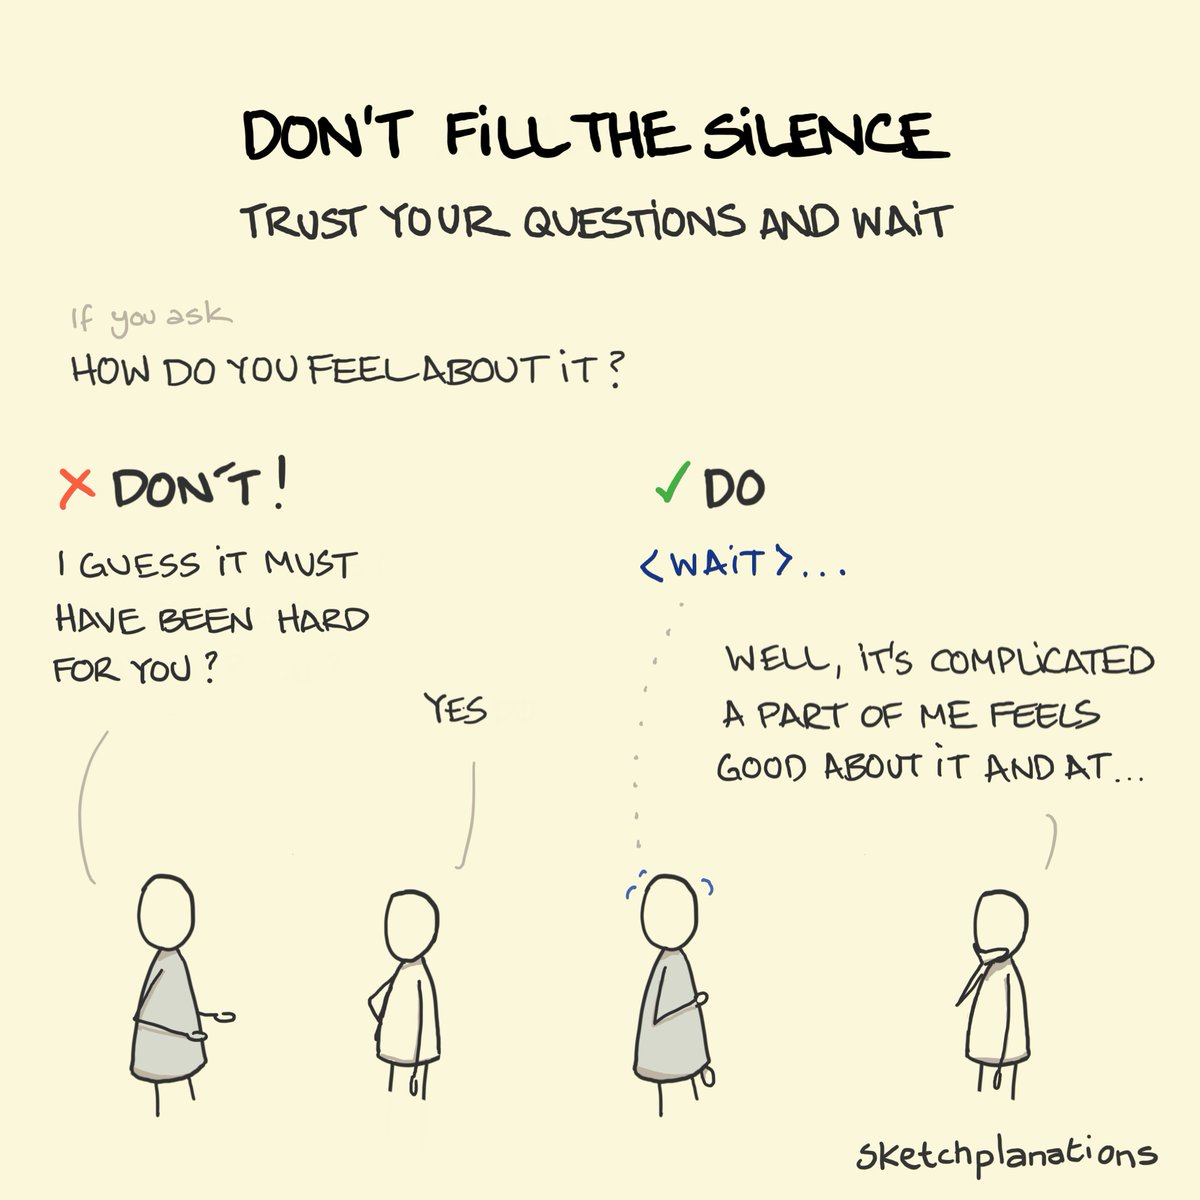 DON'T FiLL THE SiLENCE
TRUST YOUR QUESTiONS AND WAiT
If you ask
HOW DO YOU FEEL ABOUT iT?
DON'T!
I GUESS iT MUST
HAVE BEEN HARD
FOR YOU?
YES
DO
<WAiT>...
WELL, iT'S COMPLiCATED
A PART OF ME FEELS
GOOD ABOUT iT AND AT...
sketchplanations